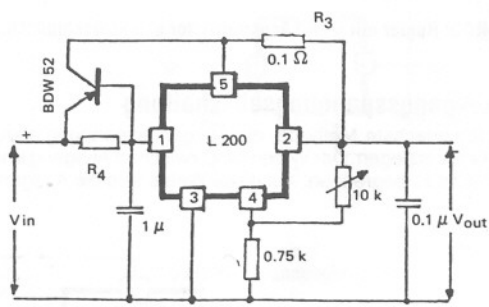 R3
0.1 Ω
BDW 52
5
+
1
L 200
2
R4
3
4
10 k
Vin
1 µ
0.1 µ
Vout
0.75 k